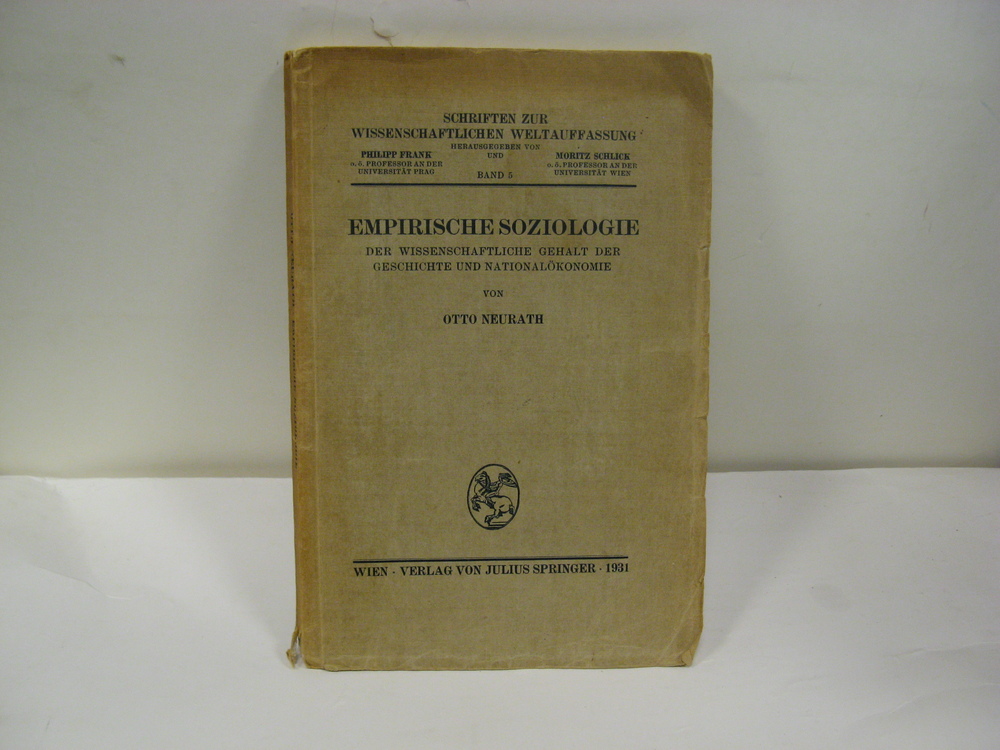 SCHRIFTEN ZUR
WISSENSCHAFTLICHEN WELTAUFFASSUNG
HERAUSGEGEBEN VON
PHILIPP FRANK UND MORITZ SCHLICK
o. ö. PROFESSOR AN DER o. ö. PROFESSOR AN DER
UNIVERSITÄT PRAG UNIVERSITÄT WIEN
BAND 5
EMPIRISCHE SOZIOLOGIE
DER WISSENSCHAFTLICHE GEHALT DER
GESCHICHTE UND NATIONALÖKONOMIE
VON
OTTO NEURATH
WIEN · VERLAG VON JULIUS SPRINGER · 1931